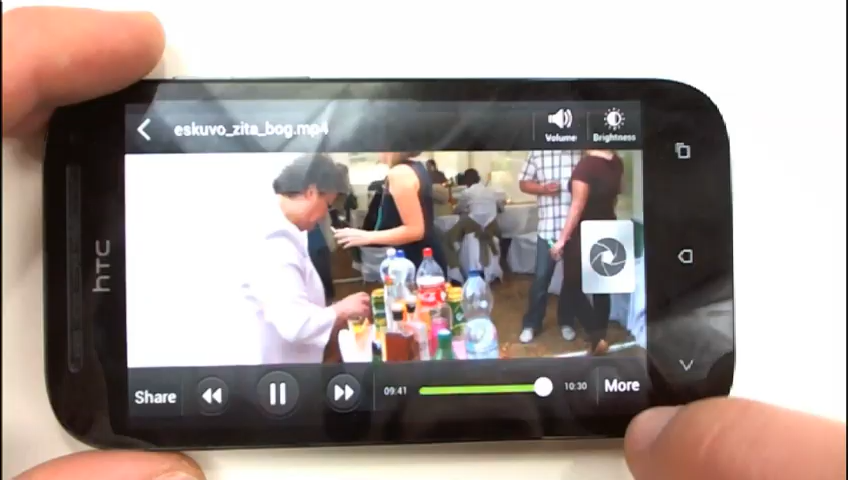 eskuvo_zita_bog.mp4
Volume
Brightness
hTC
Share
09:41
10:30
More